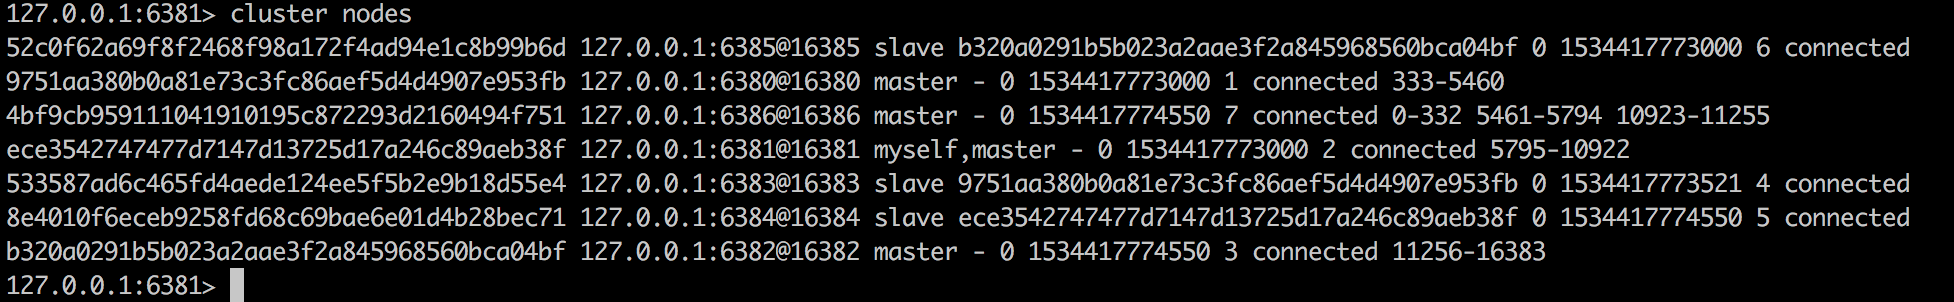 127.0.0.1:6381> cluster nodes
52c0f62a69f8f2468f98a172f4ad94e1c8b99b6d 127.0.0.1:6385@16385 slave b320a0291b5b023a2aae3f2a845968560bca04bf 0 1534417773000 6 connected
9751aa380b0a81e73c3fc86aef5d4d4907e953fb 127.0.0.1:6380@16380 master - 0 1534417773000 1 connected 333-5460
4bf9cb959111041910195c872293d2160494f751 127.0.0.1:6386@16386 master - 0 1534417774550 7 connected 0-332 5461-5794 10923-11255
ece3542747477d7147d13725d17a246c89aeb38f 127.0.0.1:6381@16381 myself,master - 0 1534417773000 2 connected 5795-10922
533587ad6c465fd4aede124ee5f5b2e9b18d55e4 127.0.0.1:6383@16383 slave 9751aa380b0a81e73c3fc86aef5d4d4907e953fb 0 1534417773521 4 connected
8e4010f6eceb9258fd68c69bae6e01d4b28bec71 127.0.0.1:6384@16384 slave ece3542747477d7147d13725d17a246c89aeb38f 0 1534417774550 5 connected
b320a0291b5b023a2aae3f2a845968560bca04bf 127.0.0.1:6382@16382 master - 0 1534417774550 3 connected 11256-16383
127.0.0.1:6381>